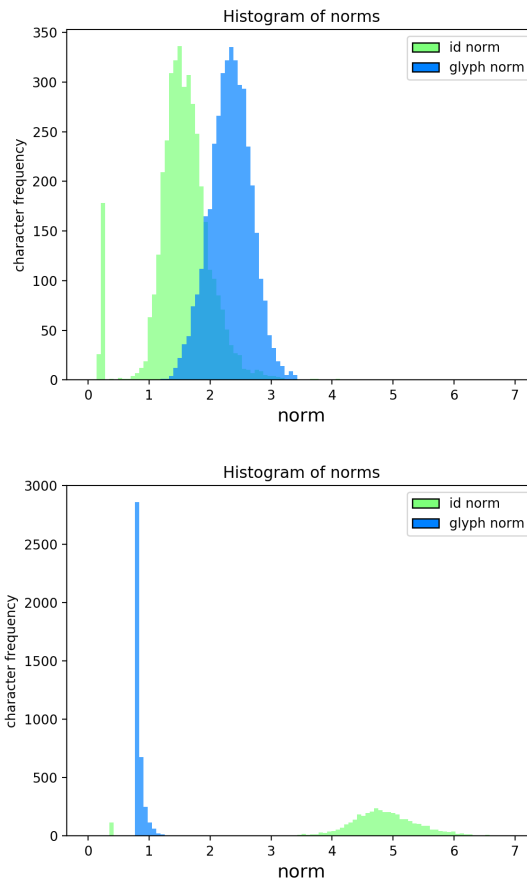 Histogram of norms
id norm
glyph norm
character frequency
350
300
250
200
150
100
50
0
0 1 2 3 4 5 6 7
norm
Histogram of norms
id norm
glyph norm
character frequency
3000
2500
2000
1500
1000
500
0
0 1 2 3 4 5 6 7
norm